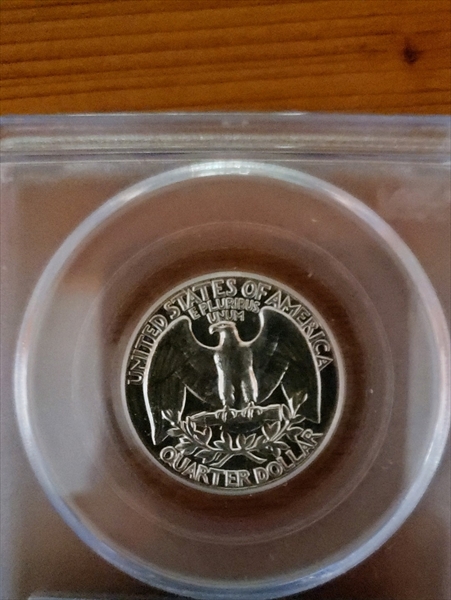 UNITED STATES OF AMERICA
E PLURIBUS
UNUM
QUARTER DOLLAR